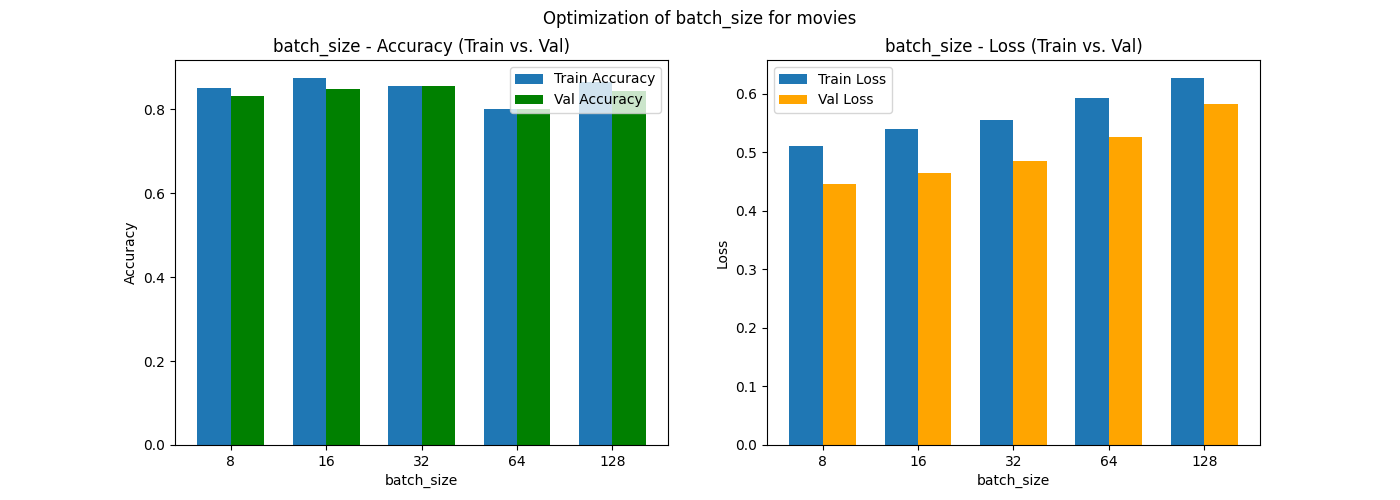 Optimization of batch_size for movies
batch_size - Accuracy (Train vs. Val)
Train Accuracy
Val Accuracy
0.8
0.6
0.4
0.2
0.0
Accuracy
8 16 32 64 128
batch_size
batch_size - Loss (Train vs. Val)
Train Loss
Val Loss
0.6
0.5
0.4
0.3
0.2
0.1
0.0
Loss
8 16 32 64 128
batch_size